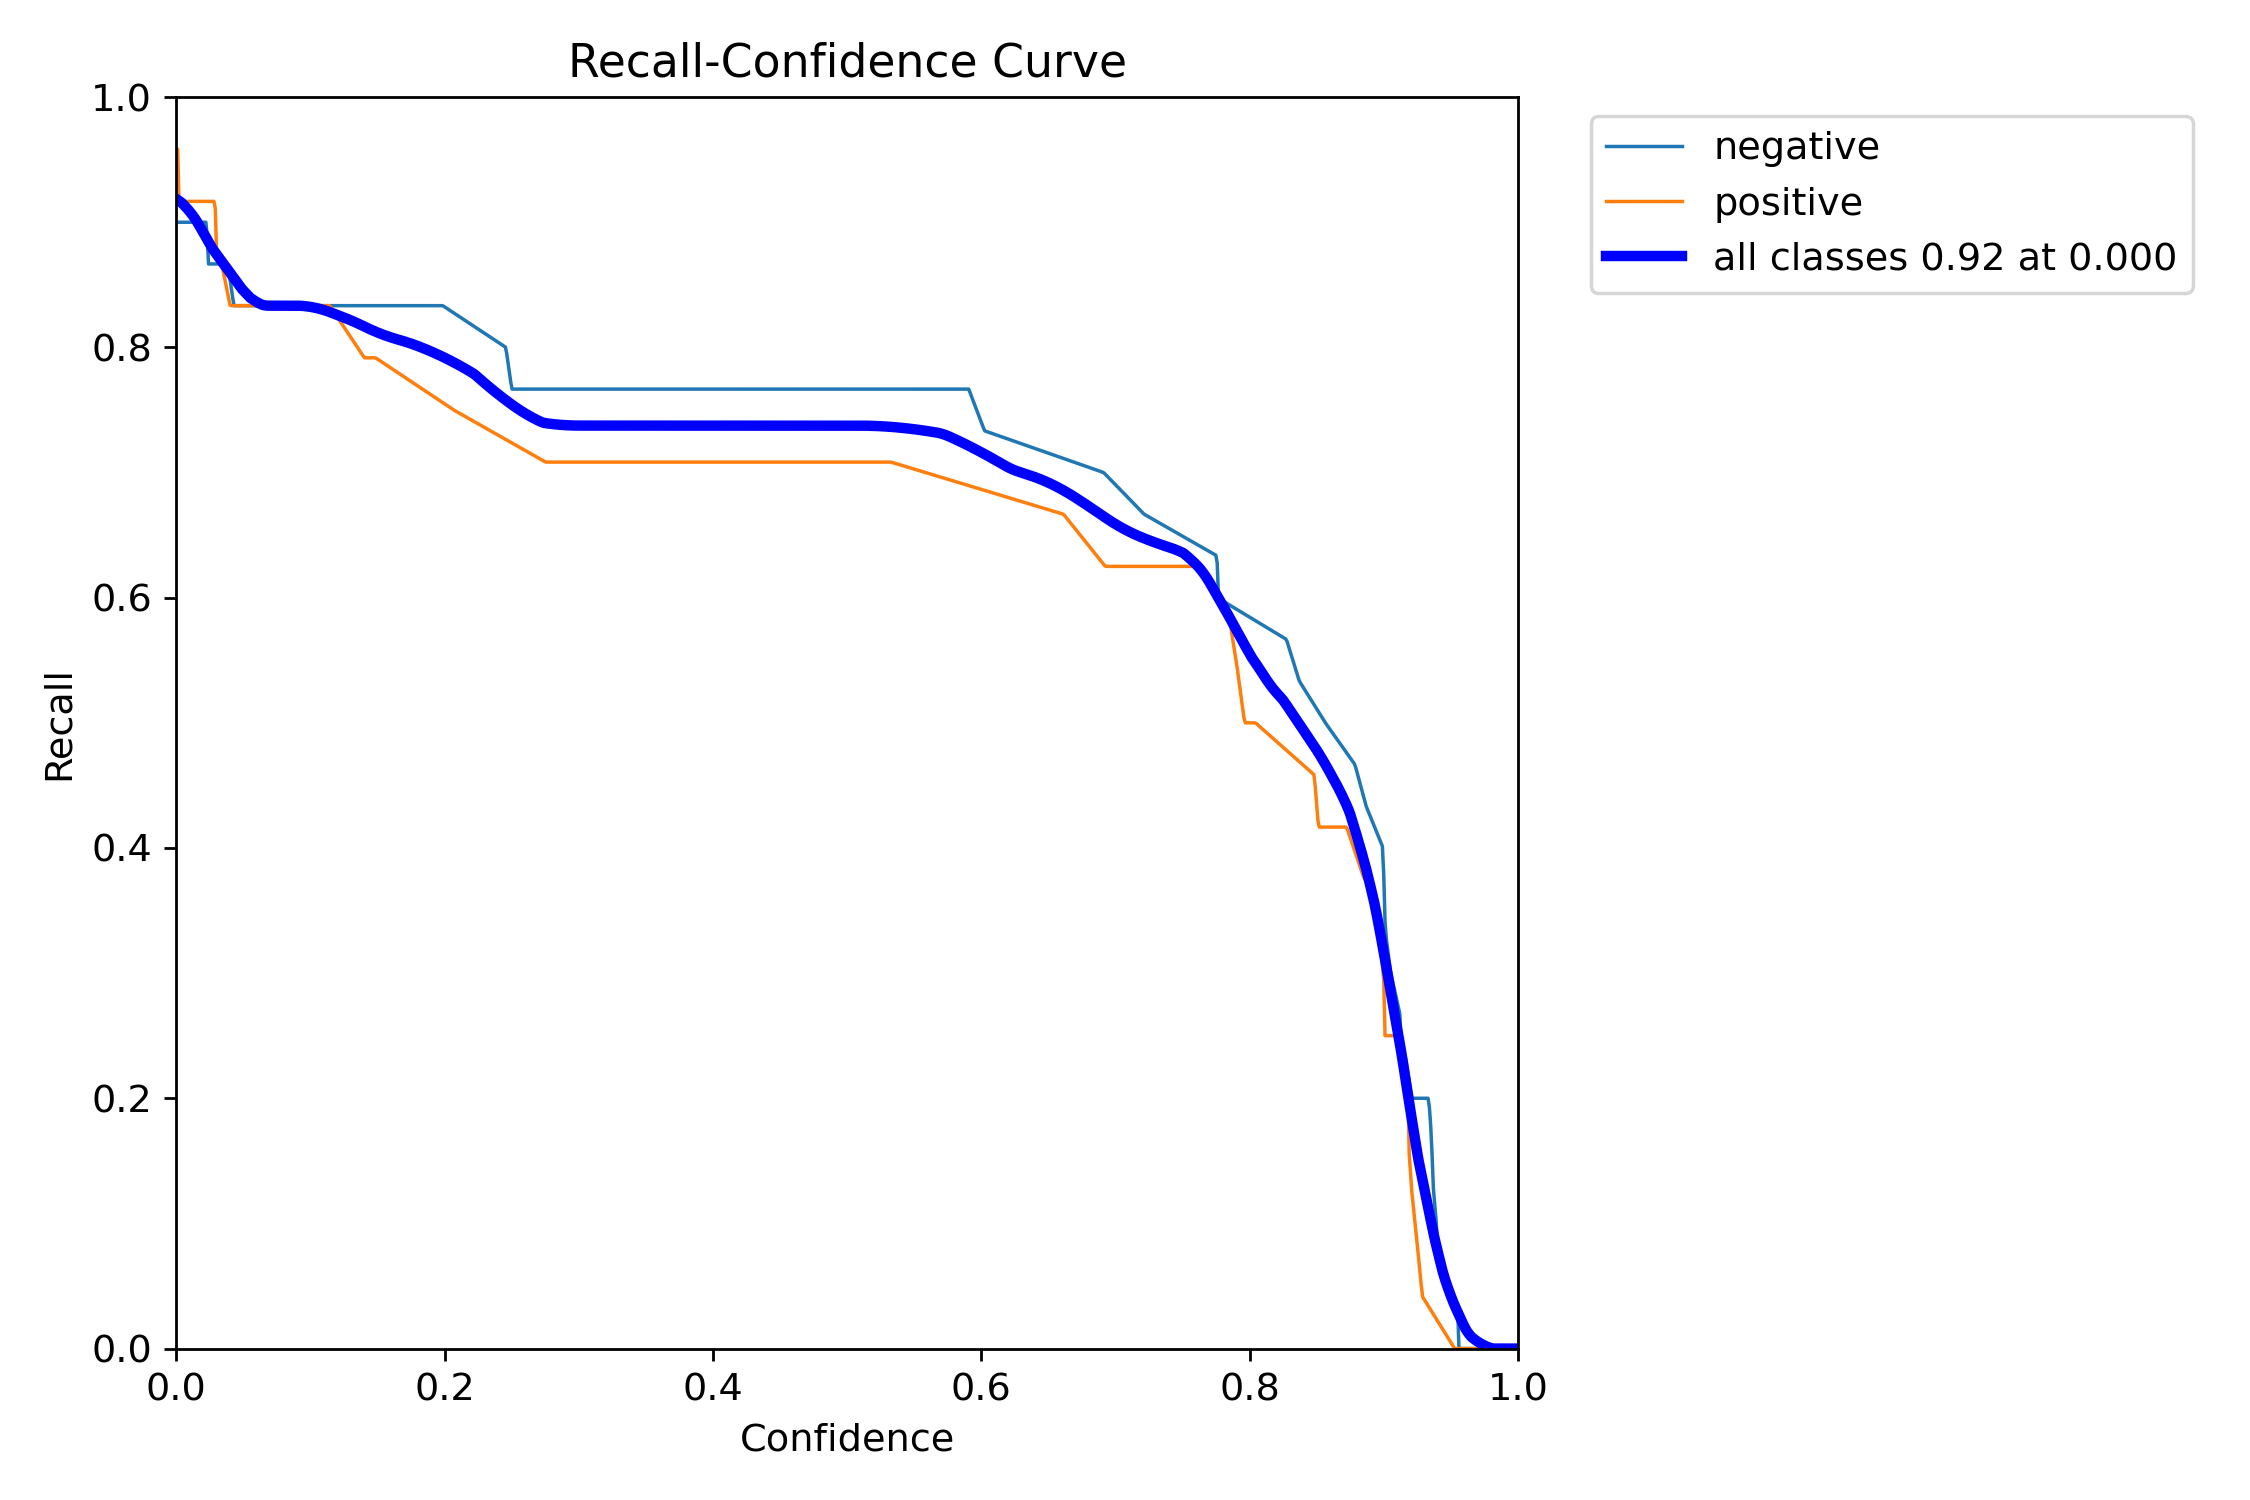 Recall-Confidence Curve
1.0
0.8
0.6
0.4
0.2
0.0
Recall
0.0 0.2 0.4 0.6 0.8 1.0
Confidence
negative
positive
all classes 0.92 at 0.000